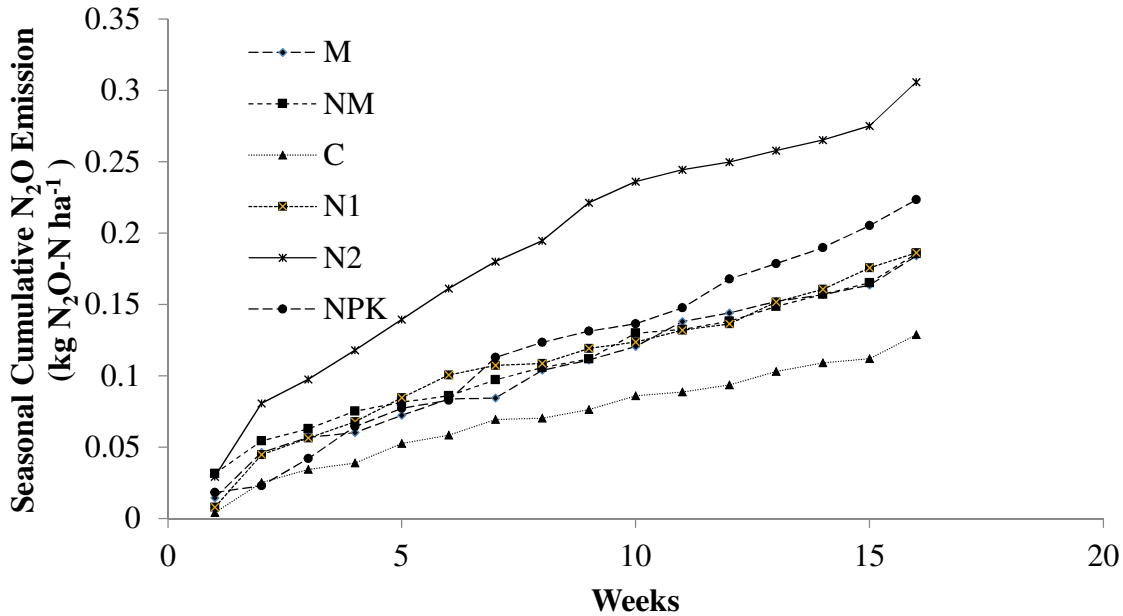 Seasonal Cumulative N₂O Emission
(kg N₂O-N ha⁻¹)
0.35
0.3
0.25
0.2
0.15
0.1
0.05
0
M
NM
C
N1
N2
NPK
0 5 10 15 20
Weeks